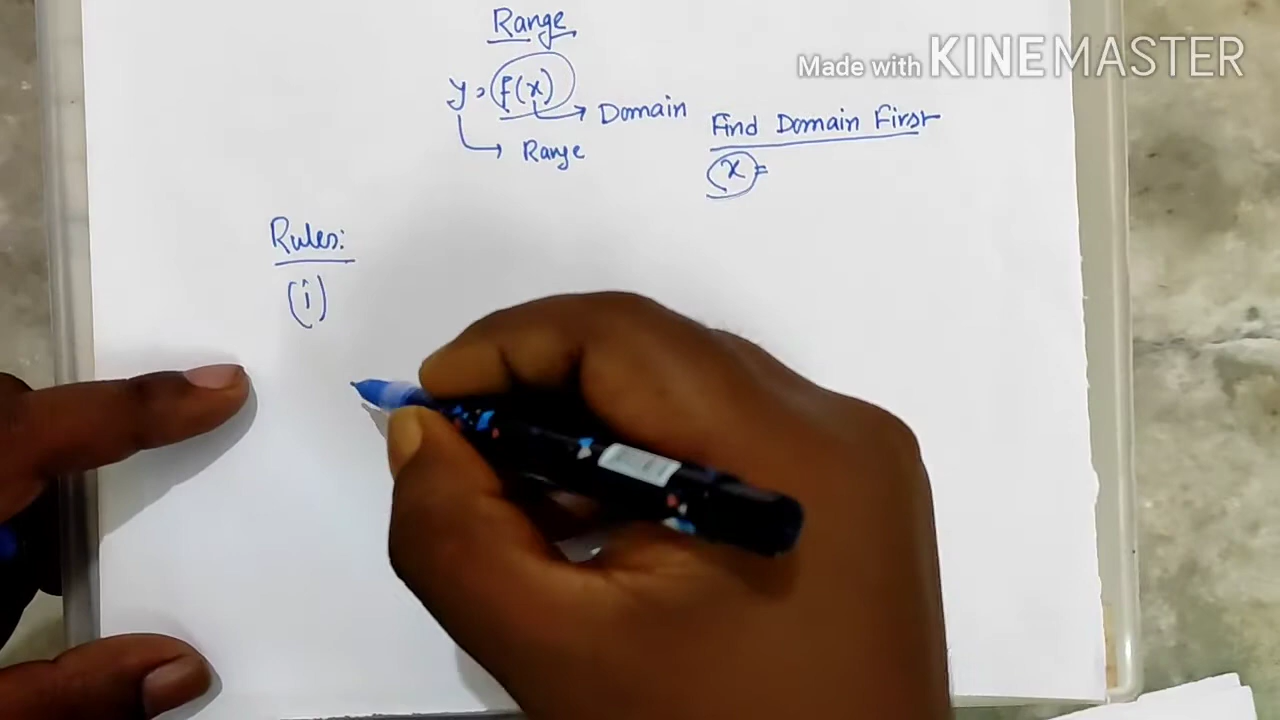 Range
Made with KINEMASTER
y = f(x)
Domain
Find Domain First
Range
x =
Rules:
(i)